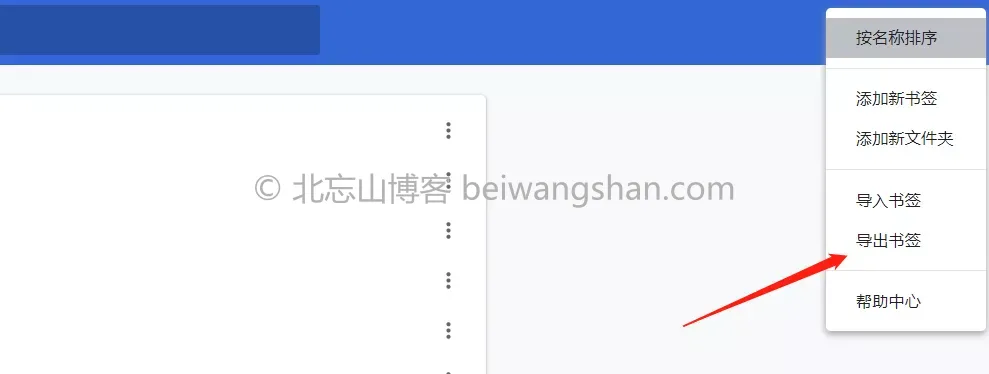 按名称排序
添加新书签
添加新文件夹
© 北忘山博客 beiwangshan.com
导入书签
导出书签
帮助中心